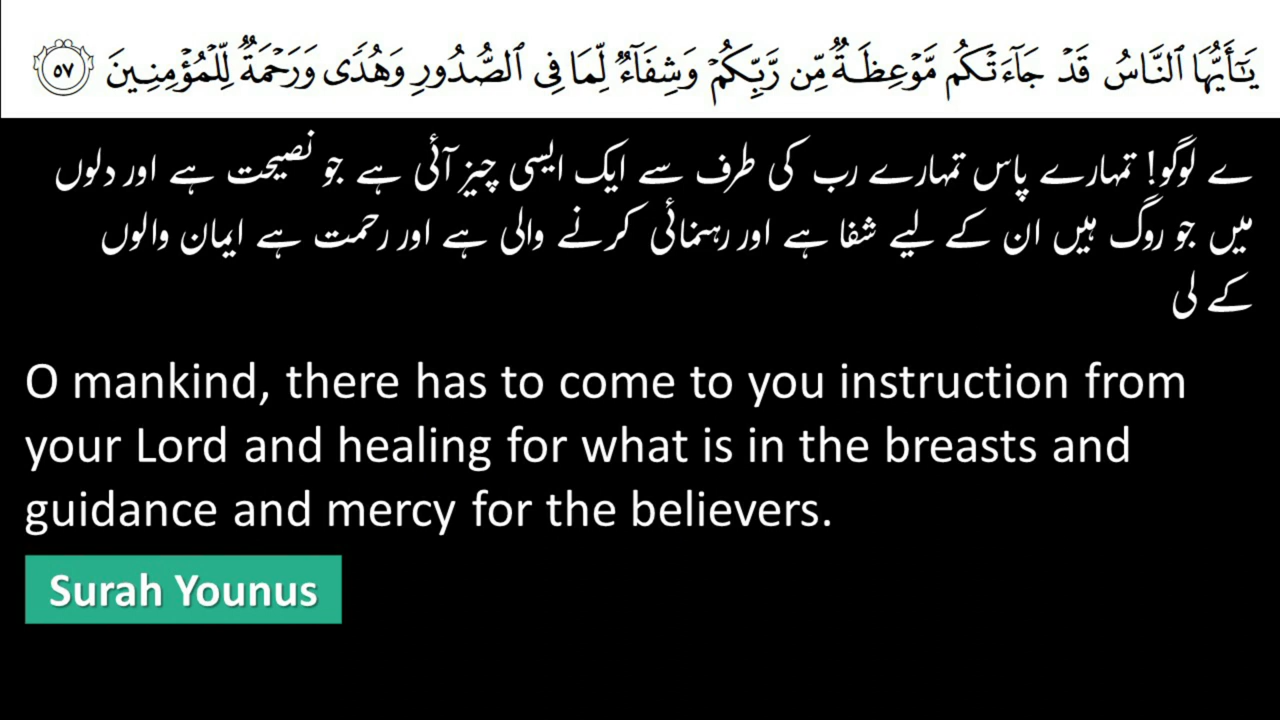 يَٰٓأَيُّهَا ٱلنَّاسُ قَدۡ جَآءَتۡكُم مَّوۡعِظَةٞ مِّن رَّبِّكُمۡ وَشِفَآءٞ لِّمَا فِي ٱلصُّدُورِ وَهُدٗى وَرَحۡمَةٞ لِّلۡمُؤۡمِنِينَ ٥٧
ے لوگو! تمہارے پاس تمہارے رب کی طرف سے ایک ایسی چیز آئی ہے جو نصیحت ہے اور دلوں
میں جو روگ ہیں ان کے لیے شفا ہے اور رہنمائی کرنے والی ہے اور رحمت ہے ایمان والوں
کے لی
O mankind, there has to come to you instruction from
your Lord and healing for what is in the breasts and
guidance and mercy for the believers.
Surah Younus